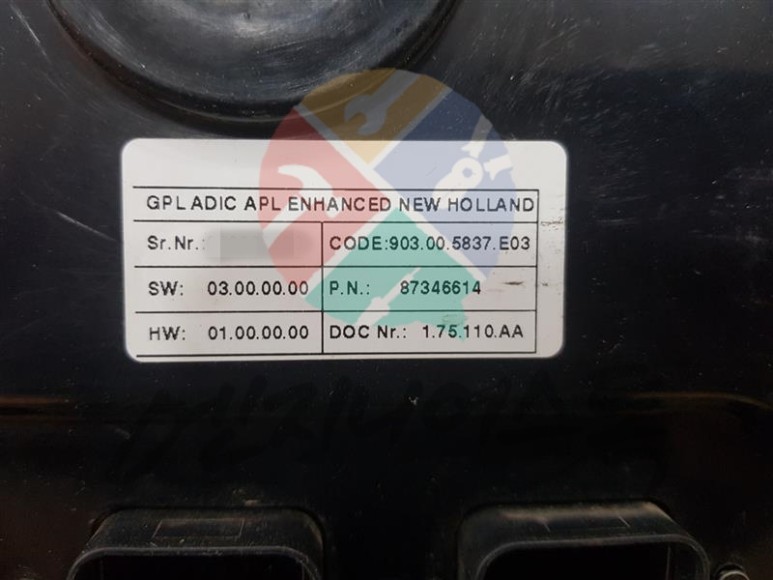 GPL ADIC APL ENHANCED NEW HOLLAND
Sr.Nr.: CODE:903.00.5837.E03
SW: 03.00.00.00 P.N.: 87346614
HW: 01.00.00.00 DOC Nr.: 1.75.110.AA